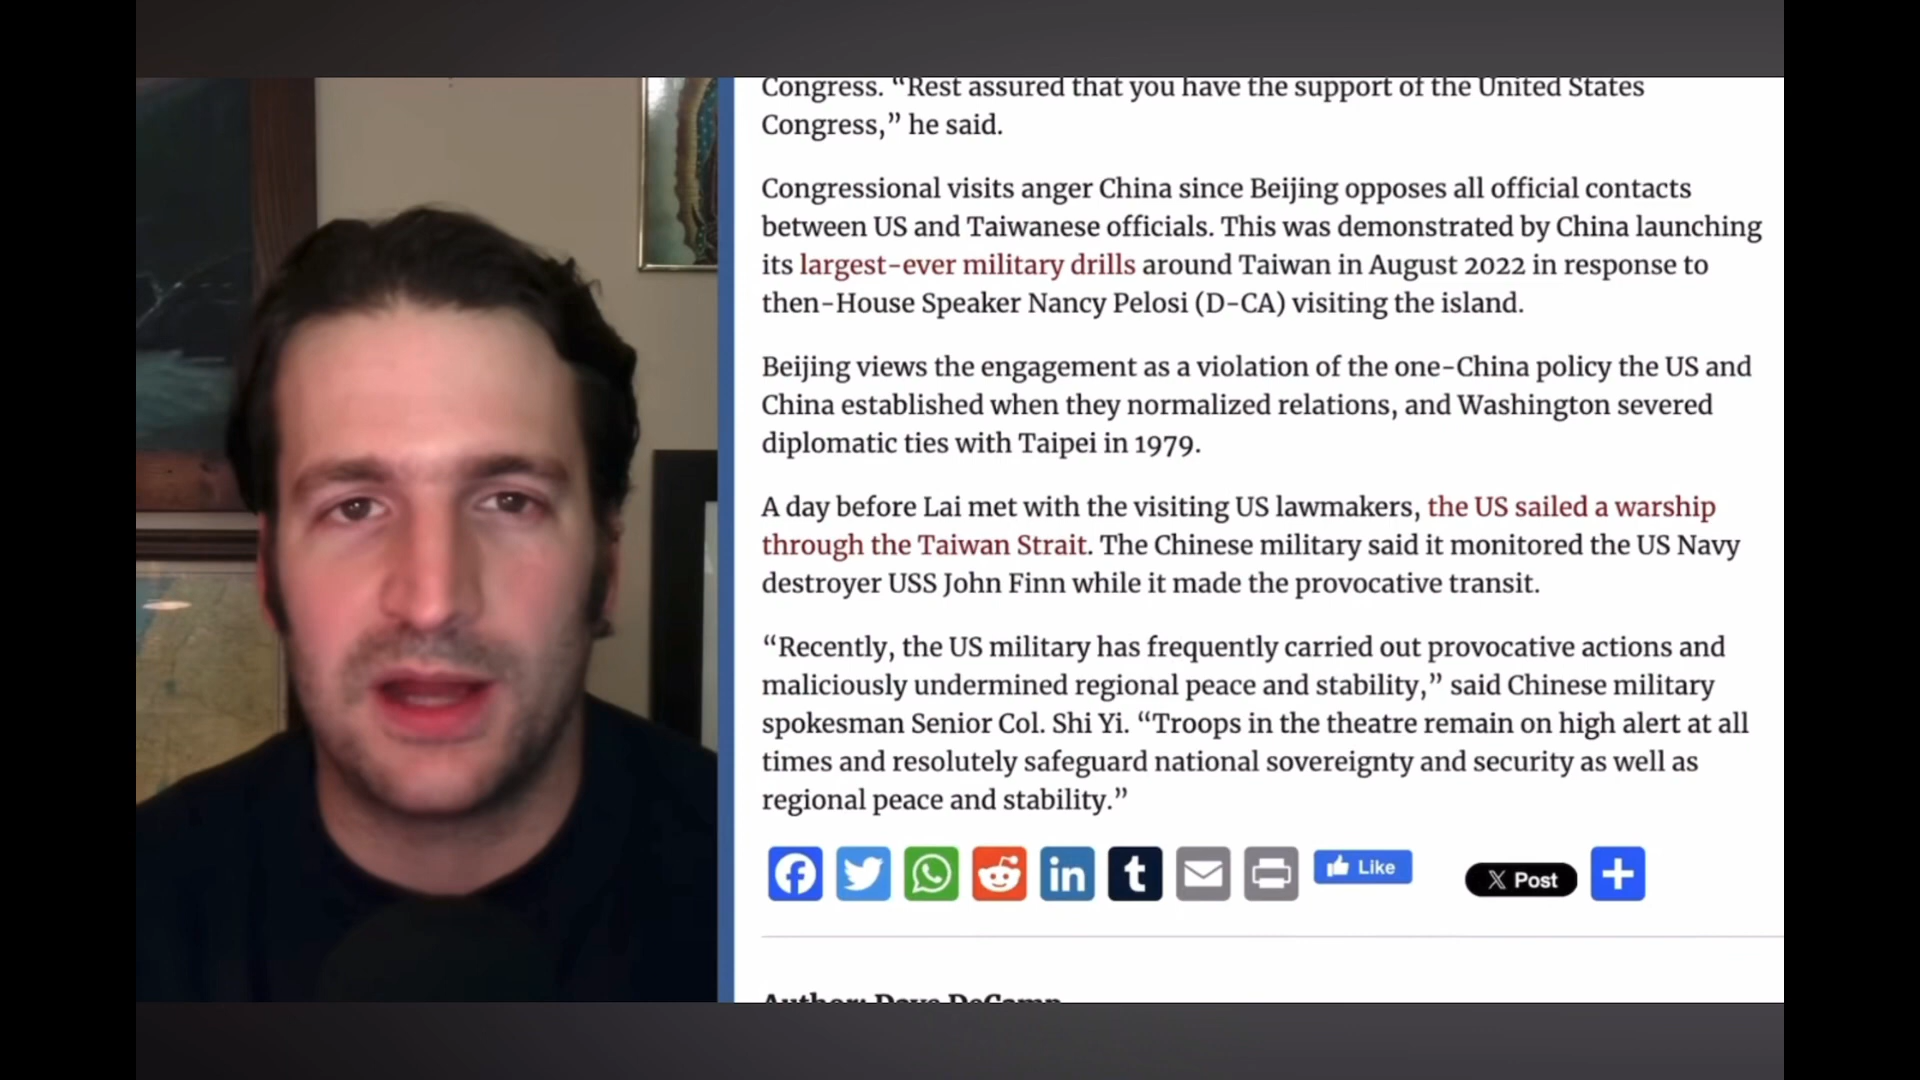 Congress. “Rest assured that you have the support of the United States
Congress,” he said.
Congressional visits anger China since Beijing opposes all official contacts
between US and Taiwanese officials. This was demonstrated by China launching
its largest-ever military drills around Taiwan in August 2022 in response to
then-House Speaker Nancy Pelosi (D-CA) visiting the island.
Beijing views the engagement as a violation of the one-China policy the US and
China established when they normalized relations, and Washington severed
diplomatic ties with Taipei in 1979.
A day before Lai met with the visiting US lawmakers, the US sailed a warship
through the Taiwan Strait. The Chinese military said it monitored the US Navy
destroyer USS John Finn while it made the provocative transit.
“Recently, the US military has frequently carried out provocative actions and
maliciously undermined regional peace and stability,” said Chinese military
spokesman Senior Col. Shi Yi. “Troops in the theatre remain on high alert at all
times and resolutely safeguard national sovereignty and security as well as
regional peace and stability.”
Like
X Post
Author: Dave DeCamp